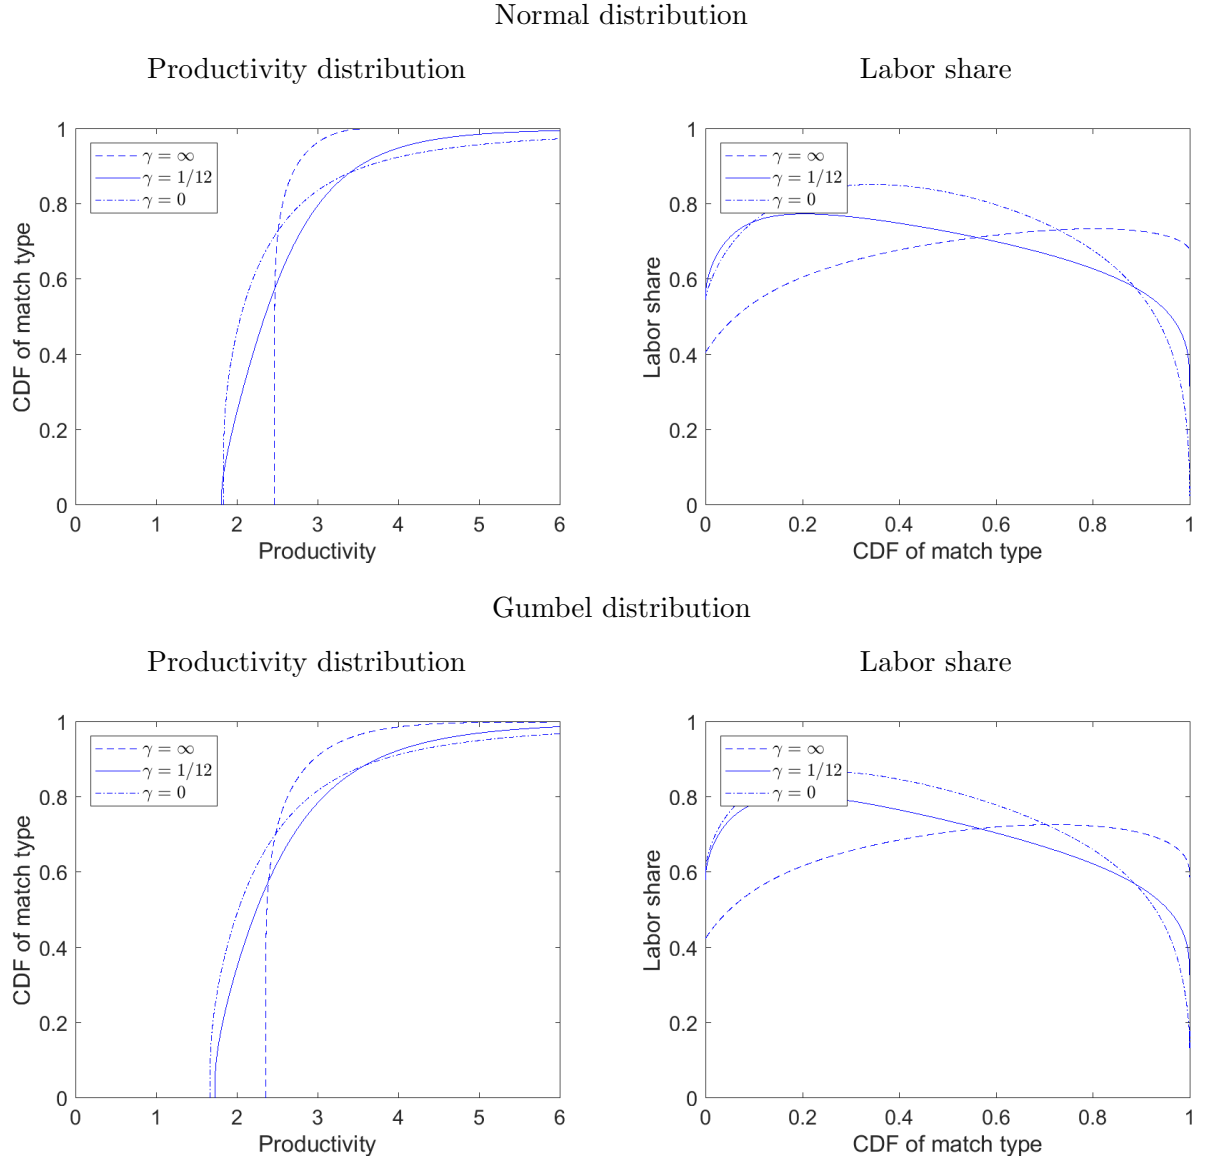 Normal distribution
Productivity distribution
Labor share
1
0.8
0.6
0.4
0.2
0
CDF of match type
γ = ∞
γ = 1/12
γ = 0
0 1 2 3 4 5 6
Productivity
1
0.8
0.6
0.4
0.2
0
Labor share
γ = ∞
γ = 1/12
γ = 0
0 0.2 0.4 0.6 0.8 1
CDF of match type
Gumbel distribution
Productivity distribution
Labor share
1
0.8
0.6
0.4
0.2
0
CDF of match type
γ = ∞
γ = 1/12
γ = 0
0 1 2 3 4 5 6
Productivity
1
0.8
0.6
0.4
0.2
0
Labor share
γ = ∞
γ = 1/12
γ = 0
0 0.2 0.4 0.6 0.8 1
CDF of match type